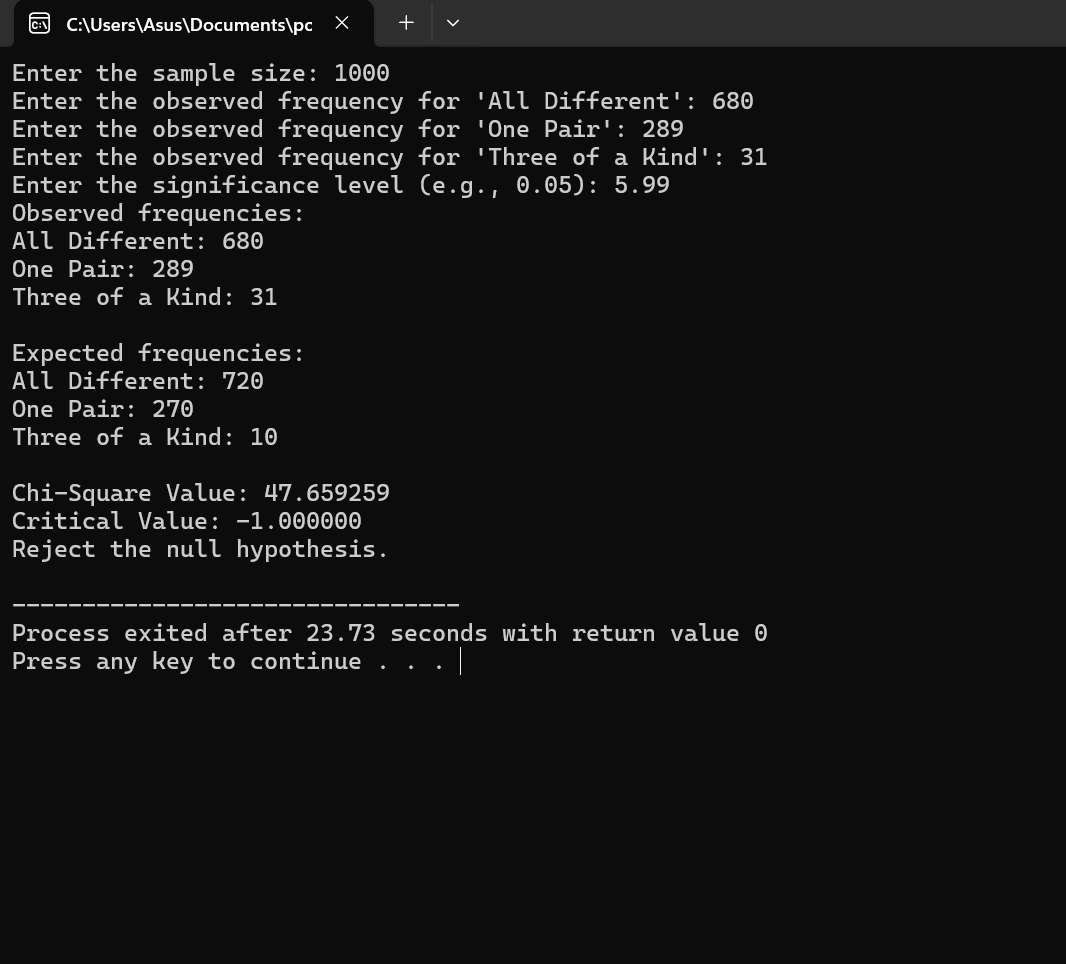 C:\Users\Asus\Documents\pc
Enter the sample size: 1000
Enter the observed frequency for 'All Different': 680
Enter the observed frequency for 'One Pair': 289
Enter the observed frequency for 'Three of a Kind': 31
Enter the significance level (e.g., 0.05): 5.99
Observed frequencies:
All Different: 680
One Pair: 289
Three of a Kind: 31

Expected frequencies:
All Different: 720
One Pair: 270
Three of a Kind: 10

Chi-Square Value: 47.659259
Critical Value: -1.000000
Reject the null hypothesis.

--------------------------------
Process exited after 23.73 seconds with return value 0
Press any key to continue . . .